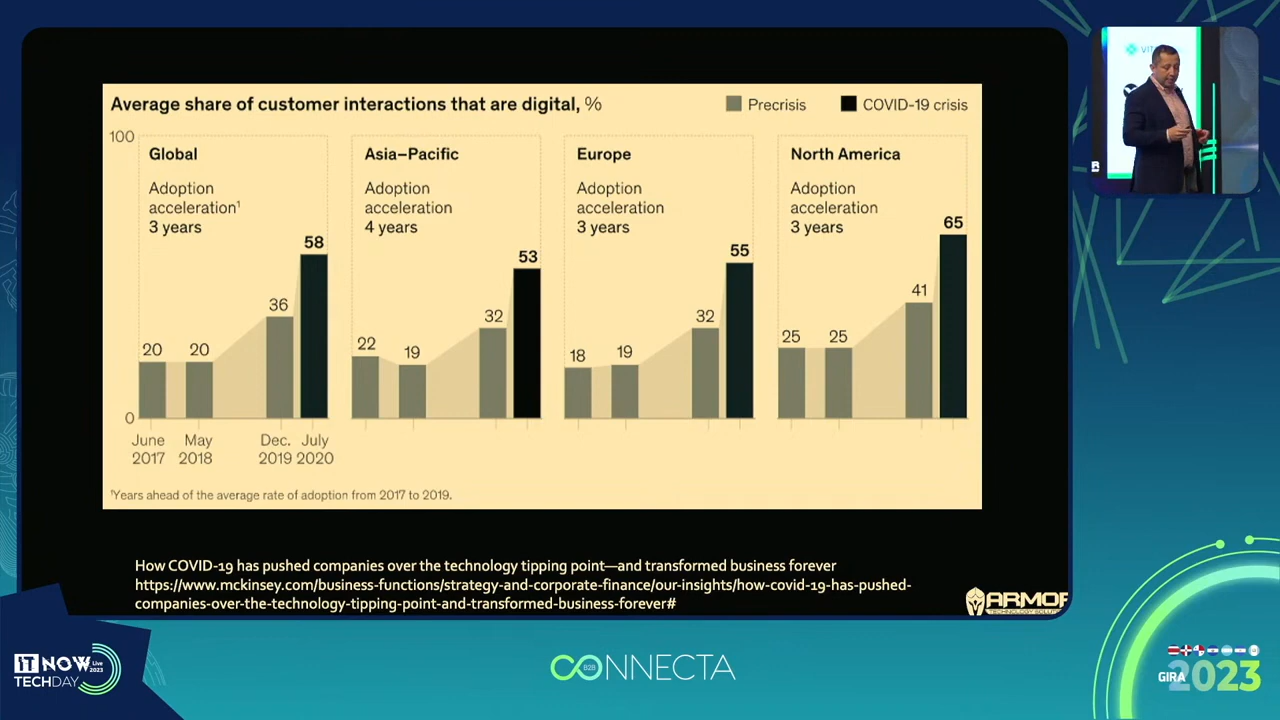 Average share of customer interactions that are digital, %
Precrisis
COVID-19 crisis
100
0
Global
Adoption
acceleration¹
3 years
20
20
36
58
June
2017
May
2018
Dec.
2019
July
2020
Asia–Pacific
Adoption
acceleration
4 years
22
19
32
53
Europe
Adoption
acceleration
3 years
18
19
32
55
North America
Adoption
acceleration
3 years
25
25
41
65
¹Years ahead of the average rate of adoption from 2017 to 2019.
How COVID-19 has pushed companies over the technology tipping point—and transformed business forever
https://www.mckinsey.com/business-functions/strategy-and-corporate-finance/our-insights/how-covid-19-has-pushed-
companies-over-the-technology-tipping-point-and-transformed-business-forever#
ARMOR
IT NOW Live 2023
TECHDAY
B2B
CONNECTA
GIRA 2023